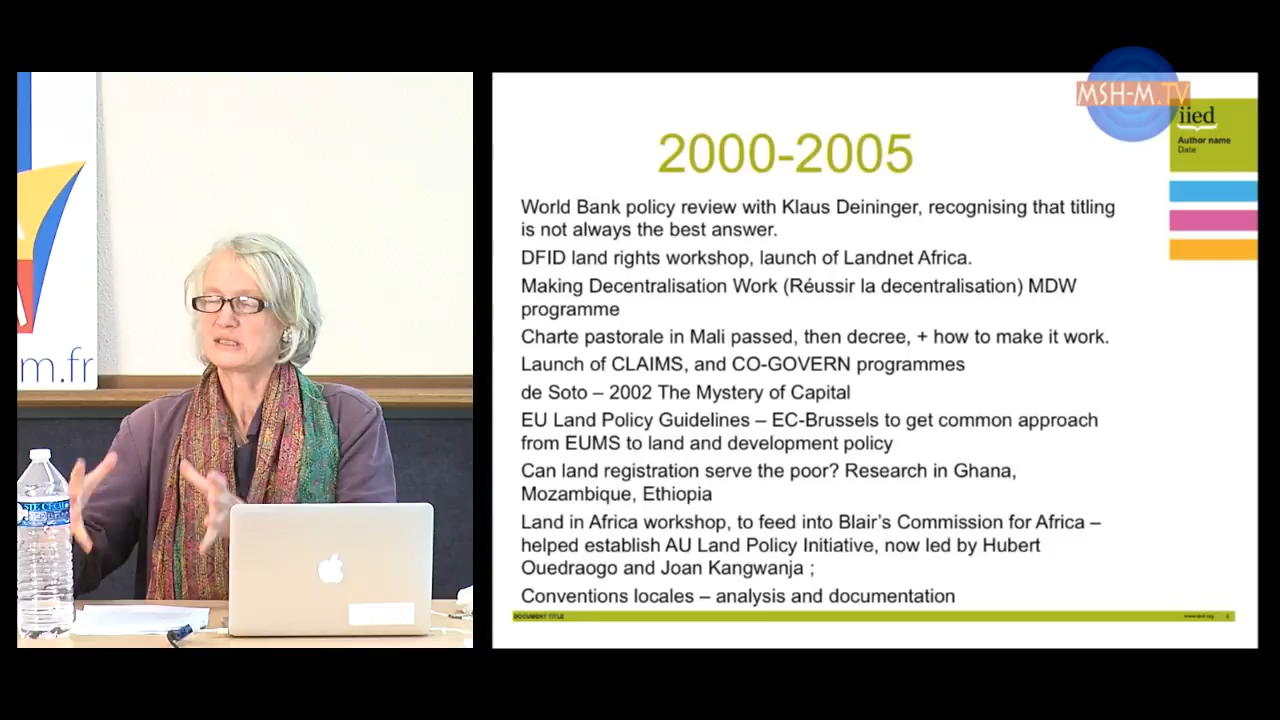 MSH-M.TV
iied
Author name
Date
2000-2005
World Bank policy review with Klaus Deininger, recognising that titling
is not always the best answer.
DFID land rights workshop, launch of Landnet Africa.
Making Decentralisation Work (Réussir la decentralisation) MDW
programme
Charte pastorale in Mali passed, then decree, + how to make it work.
Launch of CLAIMS, and CO-GOVERN programmes
de Soto – 2002 The Mystery of Capital
EU Land Policy Guidelines – EC-Brussels to get common approach
from EUMS to land and development policy
Can land registration serve the poor? Research in Ghana,
Mozambique, Ethiopia
Land in Africa workshop, to feed into Blair's Commission for Africa –
helped establish AU Land Policy Initiative, now led by Hubert
Ouedraogo and Joan Kangwanja ;
Conventions locales – analysis and documentation
DOCUMENT TITLE
www.iied.org
m.fr